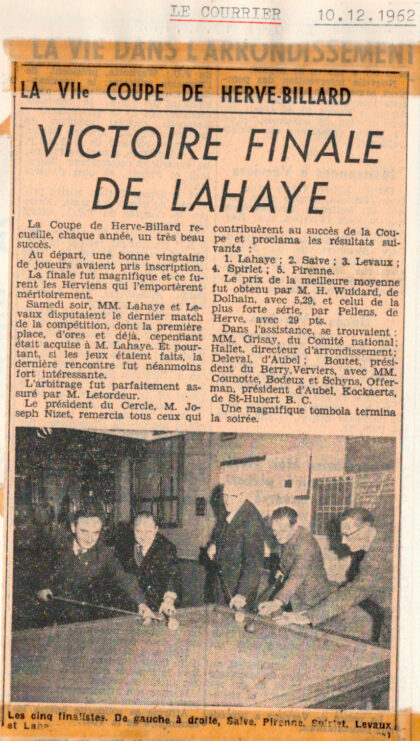 LE COURRIER 10.12.1962
LA VIE DANS L'ARRONDISSEMENT
LA VIIe COUPE DE HERVE-BILLARD
VICTOIRE FINALE
DE LAHAYE
La Coupe de Herve-Billard re-
cueille, chaque année, un très beau
succès.
Au départ, une bonne vingtaine
de joueurs avaient pris inscription.
La finale fut magnifique et ce fu-
rent les Herviens qui l'emportèrent
méritoirement.
Samedi soir, MM. Lahaye et Le-
vaux disputaient le dernier match
de la compétition, dont la première
place, d'ores et déjà, cependant
était acquise à M. Lahaye. Et pour-
tant, si les jeux étaient faits, la
dernière rencontre fut néanmoins
fort intéressante.
L'arbitrage fut parfaitement as-
suré par M. Letordeur.
Le président du Cercle, M. Jo-
seph Nizet, remercia tous ceux qui
contribuèrent au succès de la Cou-
pe et proclama les résultats sui-
vants :
1. Lahaye ; 2. Saive ; 3. Levaux ;
4. Spirlet ; 5. Pirenne.
Le prix de la meilleure moyenne
fut obtenu par M. H. Wuidard, de
Dolhain, avec 5,29, et celui de la
plus forte série, par Pellens, de
Herve, avec 29 pts.
Dans l'assistance, se trouvaient :
MM. Grisay, du Comité national;
Hallet, directeur d'arrondissement;
Deleval, d'Aubel ; Boutet, prési-
dent du Berry, Verviers, avec MM.
Counotte, Bodeux et Schyns, Offer-
man, président d'Aubel, Kockaerts,
de St-Hubert B. C.
Une magnifique tombola termina
la soirée.
Les cinq finalistes. De gauche à droite, Saive, Pirenne, Spirlet, Levaux
et